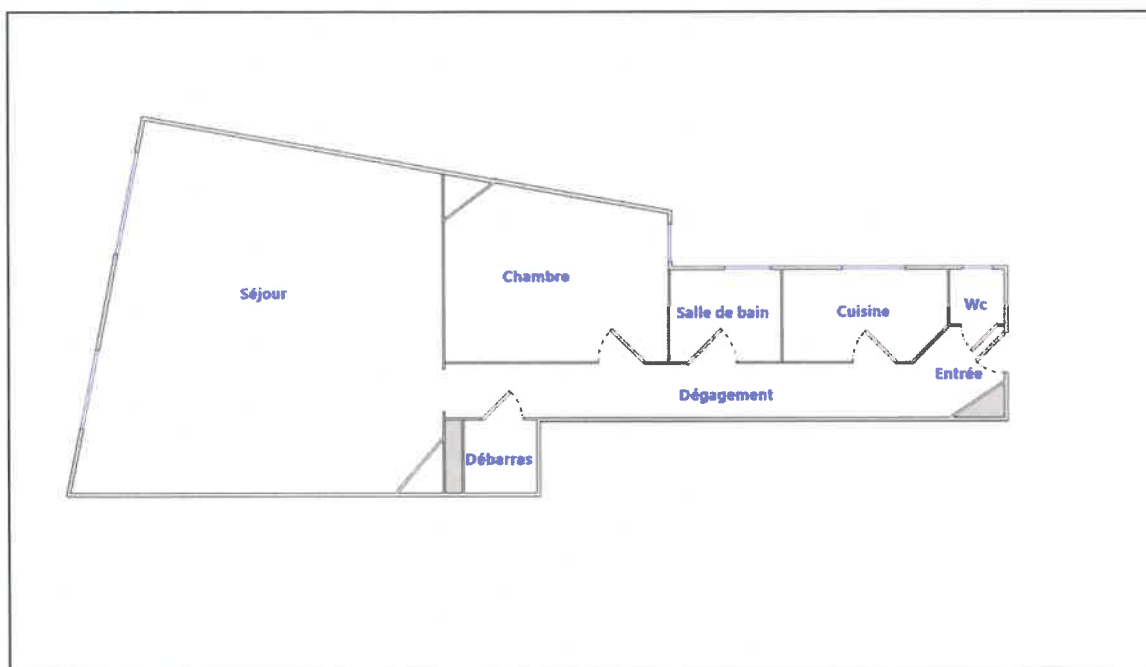 Séjour
Chambre
Salle de bain
Cuisine
Wc
Entrée
Dégagement
Débarras